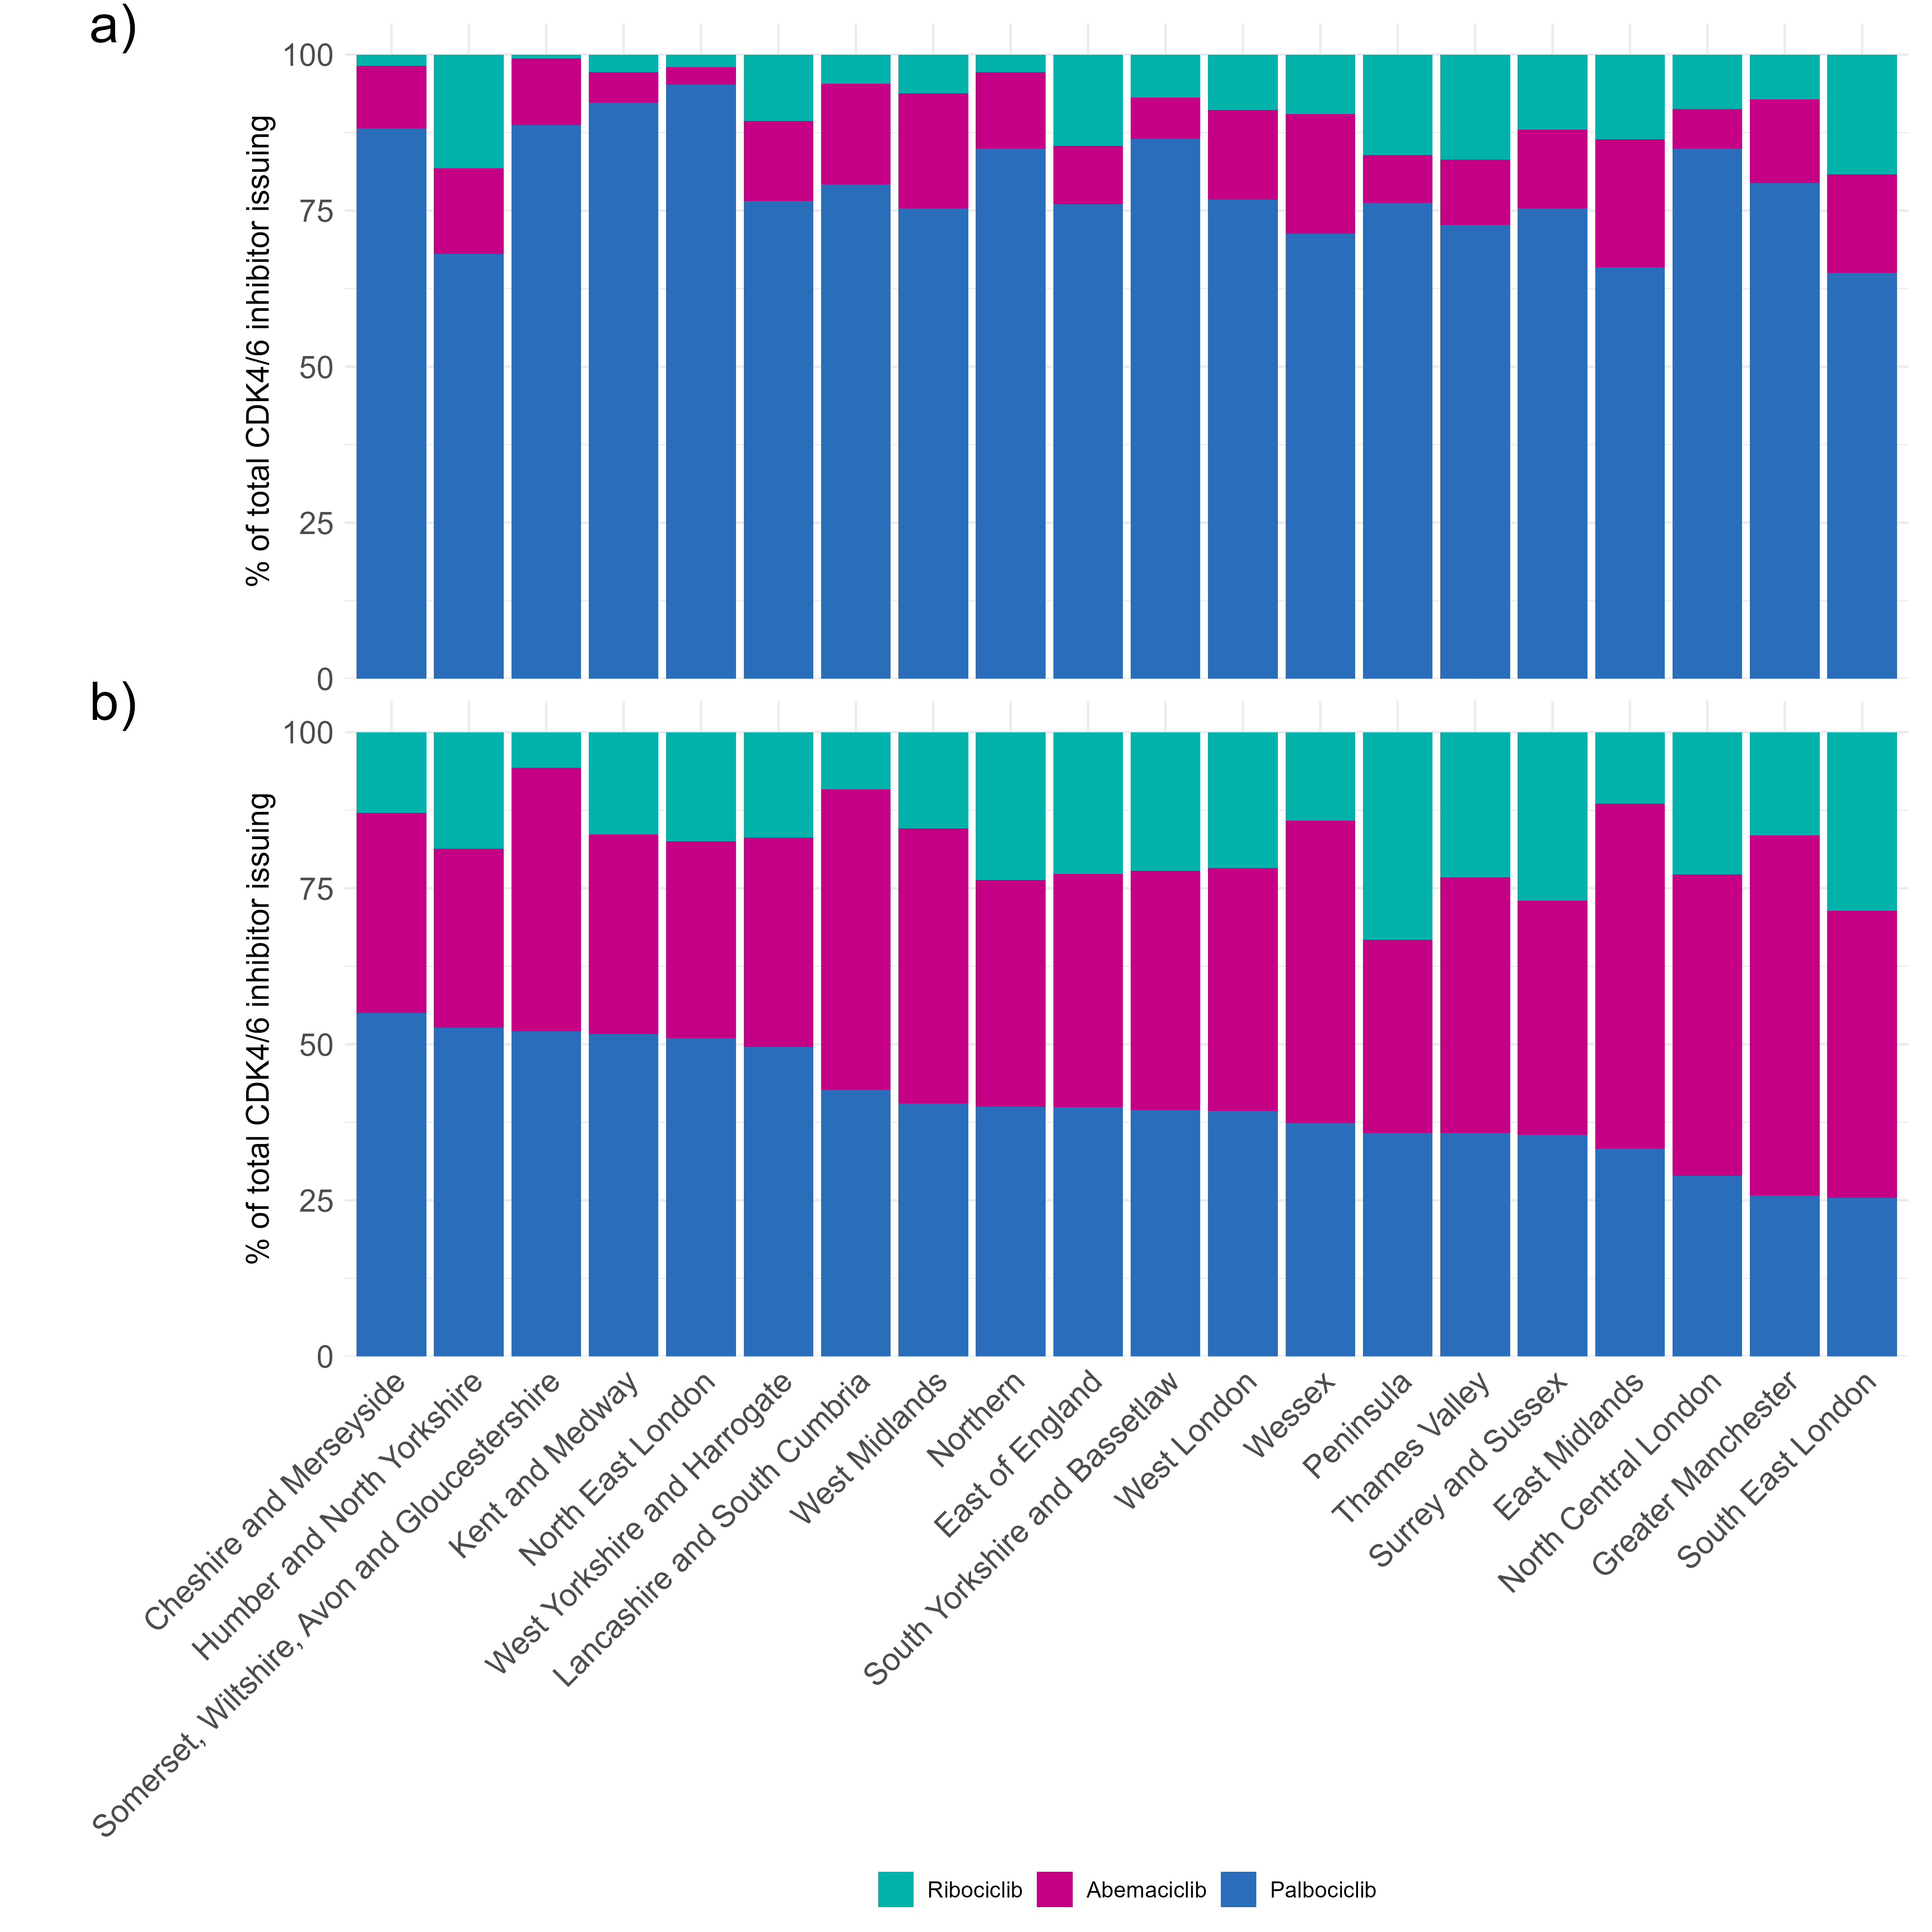 a)
% of total CDK4/6 inhibitor issuing
100
75
50
25
0
b)
% of total CDK4/6 inhibitor issuing
100
75
50
25
0
Cheshire and Merseyside
Humber and North Yorkshire
Somerset, Wiltshire, Avon and Gloucestershire
Kent and Medway
North East London
West Yorkshire and Harrogate
Lancashire and South Cumbria
West Midlands
Northern
East of England
South Yorkshire and Bassetlaw
West London
Wessex
Peninsula
Thames Valley
Surrey and Sussex
East Midlands
North Central London
Greater Manchester
South East London
Ribociclib Abemaciclib Palbociclib